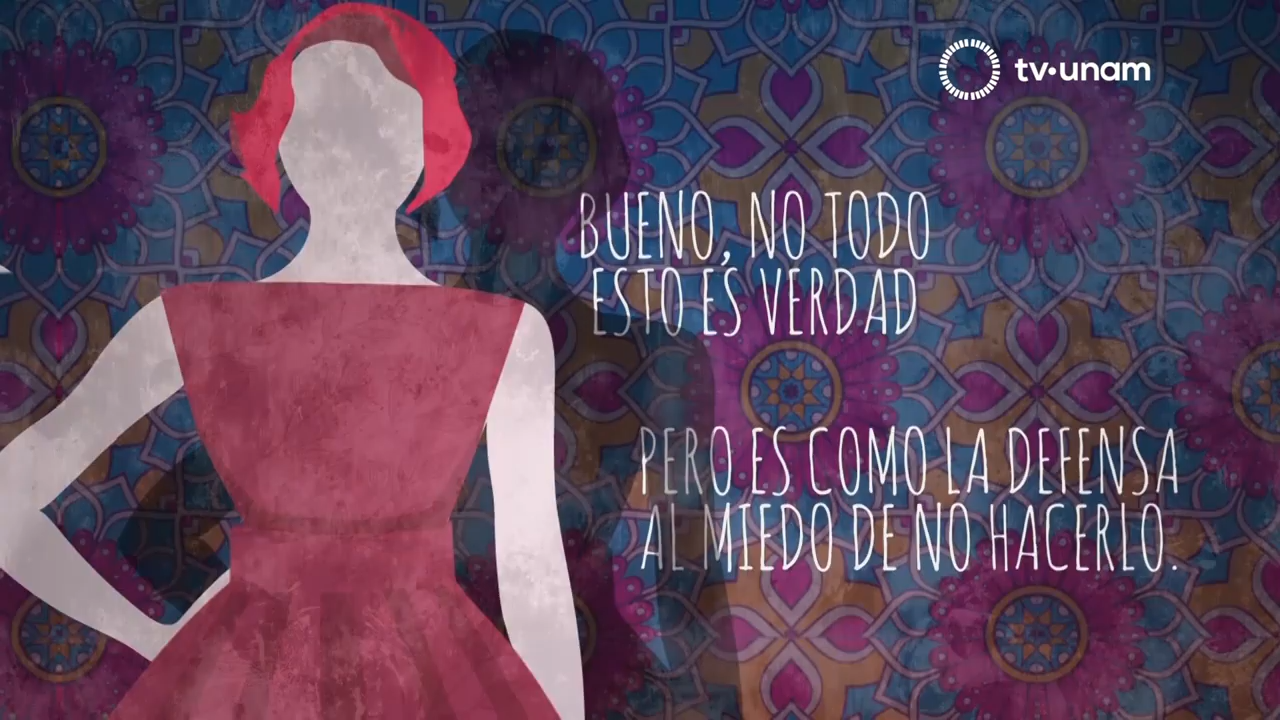 tv·unam
BUENO, NO TODO
ESTO ES VERDAD
PERO ES COMO LA DEFENSA
AL MIEDO DE NO HACERLO.